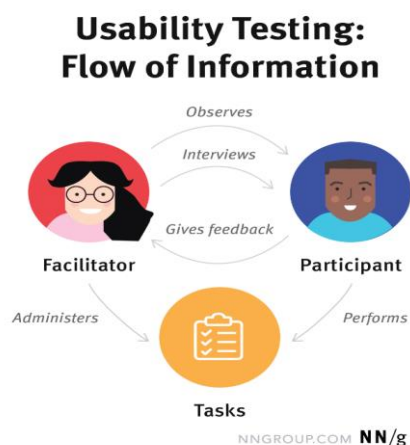 Usability Testing:
Flow of Information
Observes
Interviews
Gives feedback
Facilitator
Participant
Administers
Performs
Tasks
NNGROUP.COM NN/g